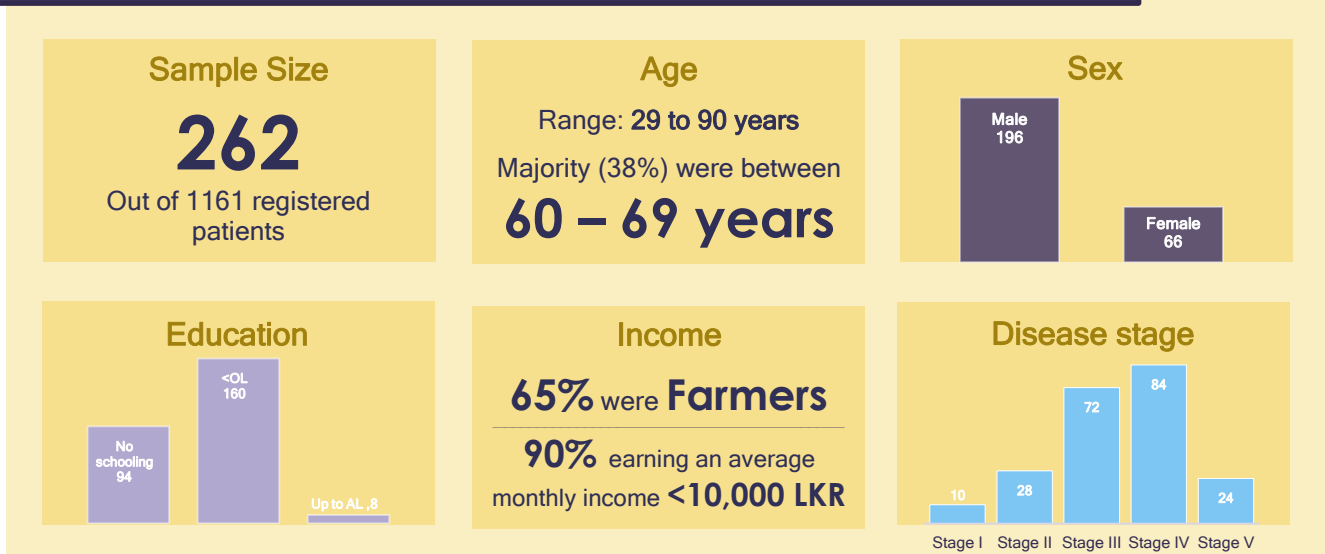 Sample Size
262
Out of 1161 registered
patients
Age
Range: 29 to 90 years
Majority (38%) were between
60 – 69 years
Sex
Male
196
Female
66
Education
No
schooling
94
<OL
160
Up to AL ,8
Income
65% were Farmers
90% earning an average
monthly income <10,000 LKR
Disease stage
10
28
72
84
24
Stage I Stage II Stage III Stage IV Stage V